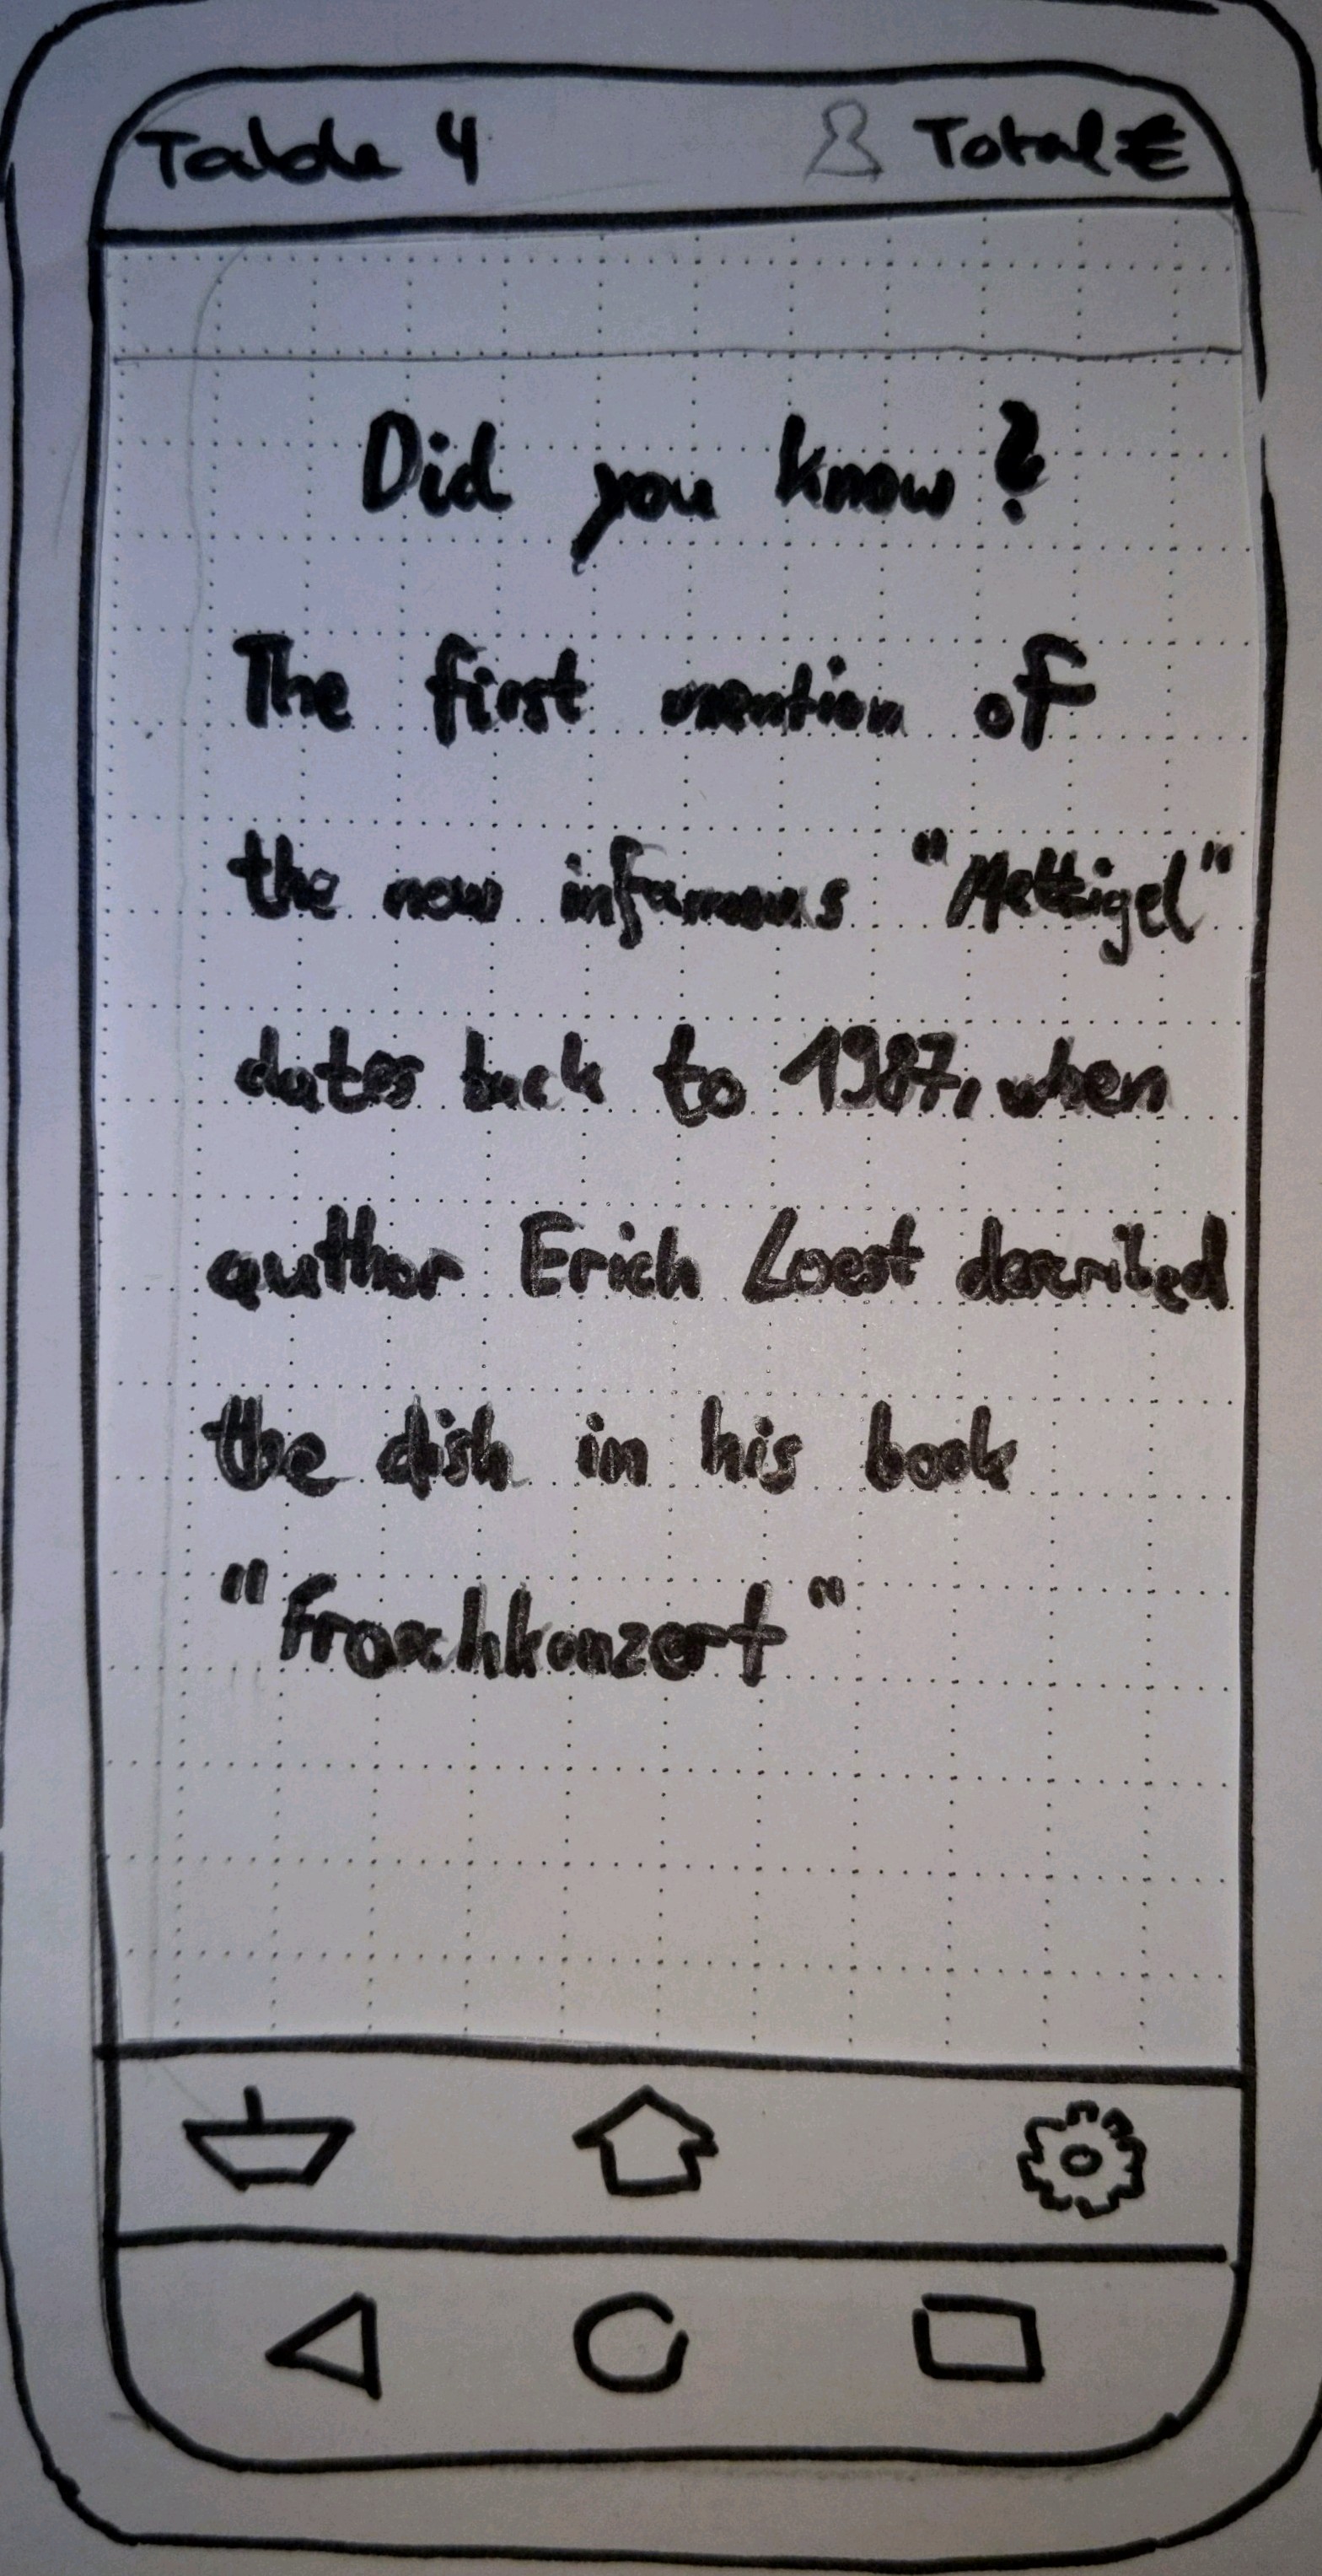 Table 4 Total €
Did you know?
The first mention of
the now infamous "Mettigel"
dates back to 1987, when
author Erich Loest described
the dish in his book
"Froschkonzert"